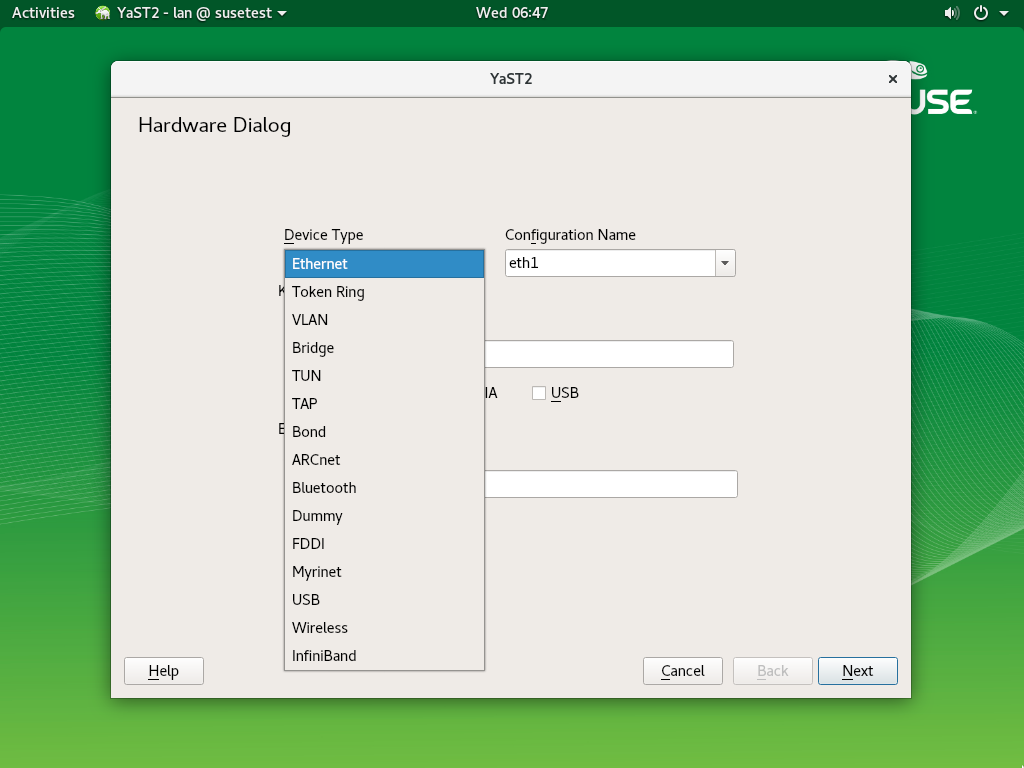 Activities YaST2 - lan @ susetest Wed 06:47
YaST2
USE
Hardware Dialog
Device Type Configuration Name
Ethernet eth1
Token Ring
VLAN
Bridge
TUN
IA USB
TAP
Bond
ARCnet
Bluetooth
Dummy
FDDI
Myrinet
USB
Wireless
InfiniBand
Help Cancel Back Next